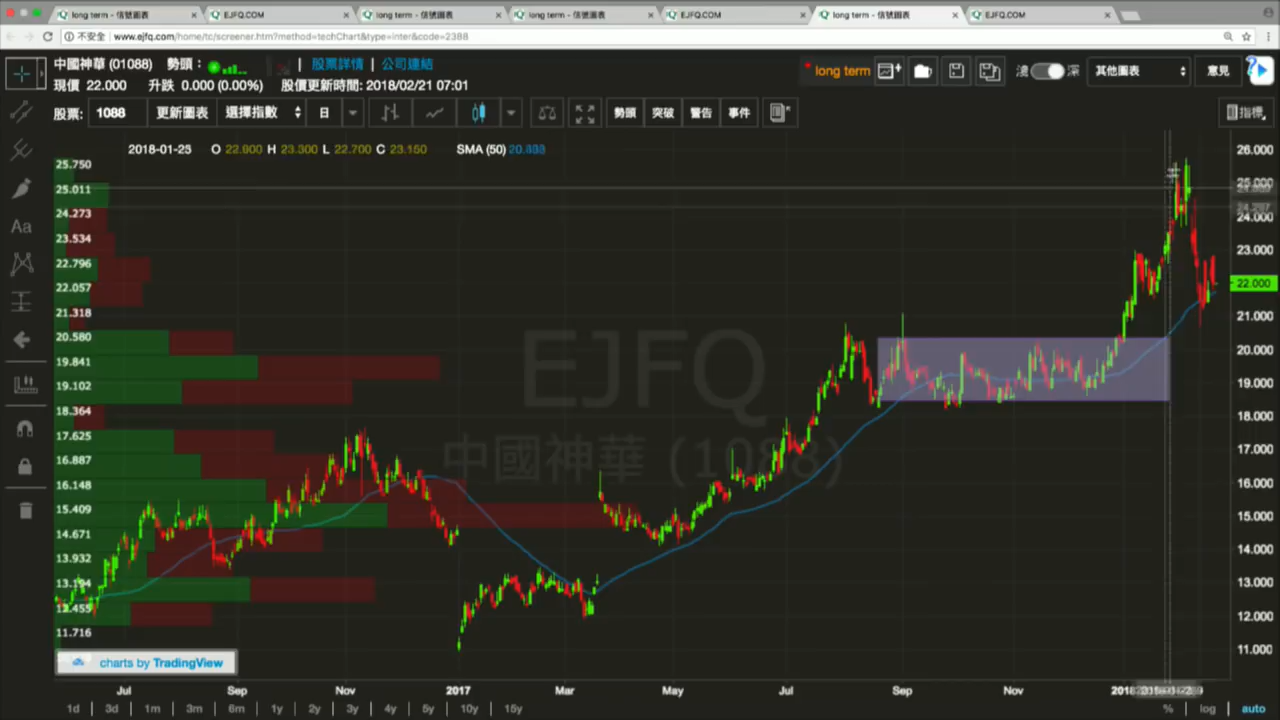 long term - 信號圖表
EJFQ.COM
long term - 信號圖表
long term - 信號圖表
EJFQ.COM
long term - 信號圖表
EJFQ.COM
不安全 www.ejfq.com/home/tc/screener.htm?method=techChart&type=inter&code=2388
中國神華 (01088) 勢頭： 股票詳情 | 公司連結
現價 22.000 升跌 0.000 (0.00%) 股價更新時間: 2018/02/21 07:01
* long term 淺 深 其他圖表 意見
股票: 1088 更新圖表 選擇指數 日 勢頭 突破 警告 事件 指標
2018-01-25 O 22.900 H 23.300 L 22.700 C 23.150 SMA (50)
Aa
25.750
25.011
24.273
23.534
22.796
22.057
21.318
20.580
19.841
19.102
18.364
17.625
16.887
16.148
15.409
14.671
13.932
13.194
12.455
11.716
26.000
25.000
24.000
23.000
22.000
21.000
20.000
19.000
18.000
17.000
16.000
15.000
14.000
13.000
12.000
11.000
EJFQ
中國神華 (1088)
charts by TradingView
Jul Sep Nov 2017 Mar May Jul Sep Nov 2018
1d 3d 1m 3m 6m 1y 2y 3y 4y 5y 10y 15y % log auto